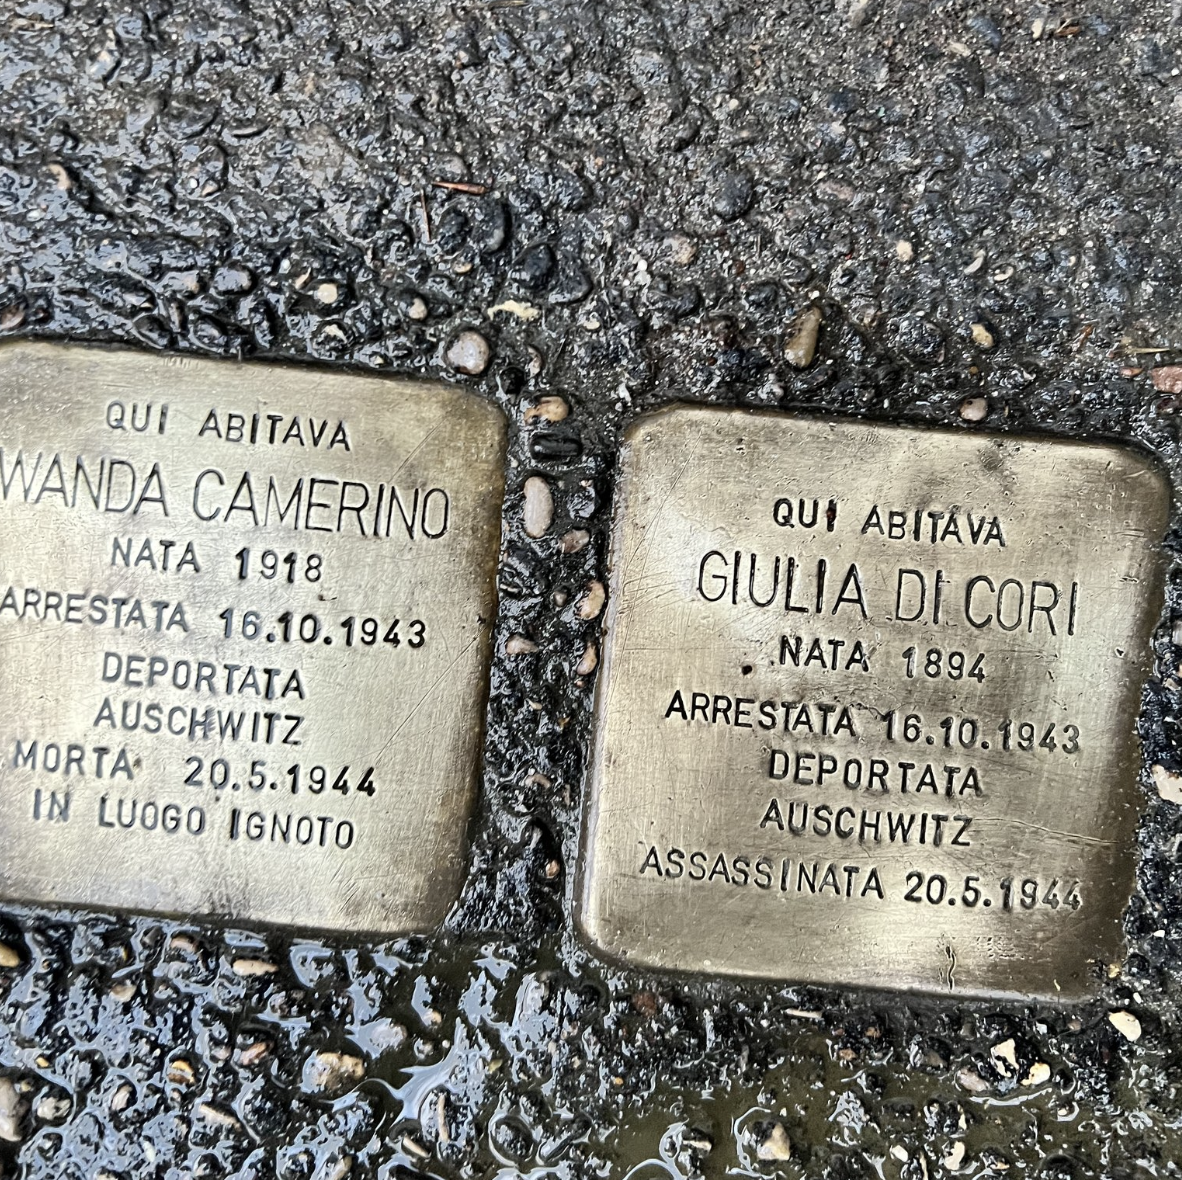 QUI ABITAVA
WANDA CAMERINO
NATA 1918
ARRESTATA 16.10.1943
DEPORTATA
AUSCHWITZ
MORTA 20.5.1944
IN LUOGO IGNOTO
QUI ABITAVA
GIULIA DI CORI
NATA 1894
ARRESTATA 16.10.1943
DEPORTATA
AUSCHWITZ
ASSASSINATA 20.5.1944